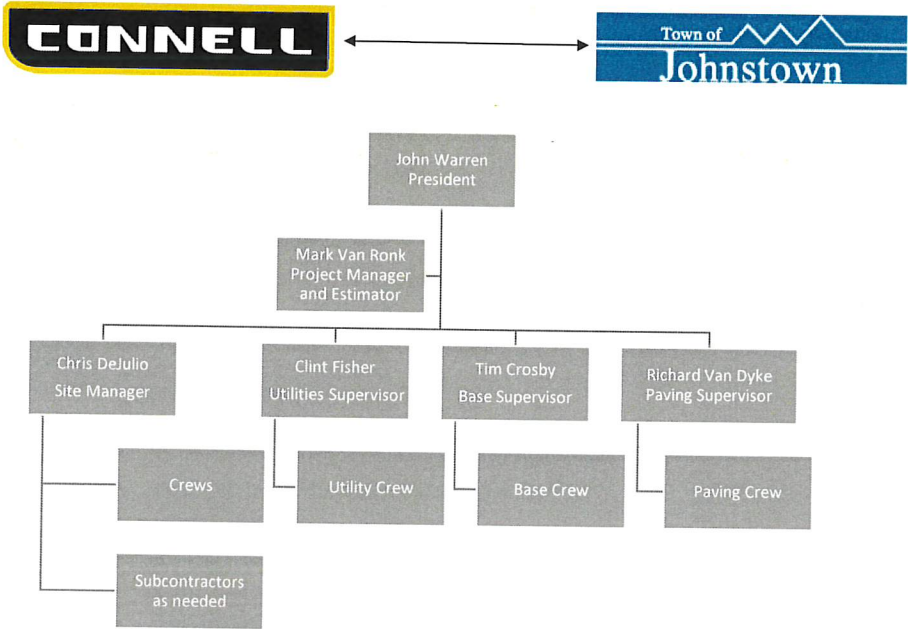 CONNELL
Town of
Johnstown
John Warren
President
Mark Van Ronk
Project Manager
and Estimator
Chris DeJulio
Site Manager
Clint Fisher
Utilities Supervisor
Tim Crosby
Base Supervisor
Richard Van Dyke
Paving Supervisor
Crews
Utility Crew
Base Crew
Paving Crew
Subcontractors
as needed